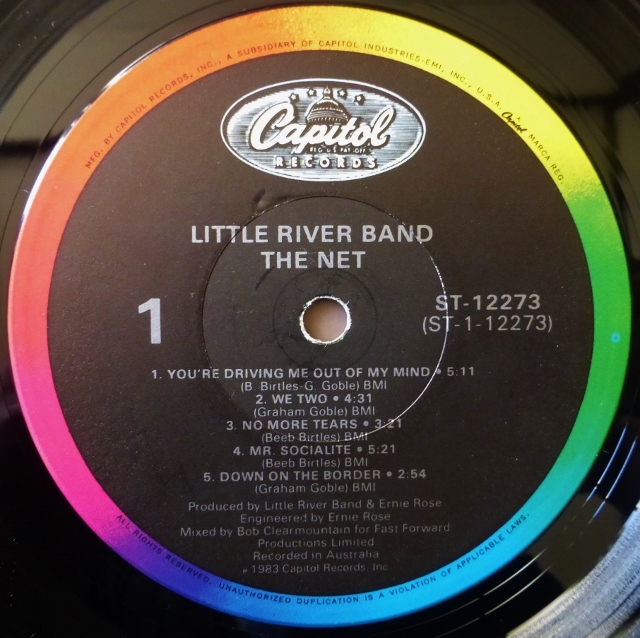 MFG. BY CAPITOL RECORDS, INC., A SUBSIDIARY OF CAPITOL INDUSTRIES-EMI, INC., U.S.A. Capitol MARCA REG.
Capitol
REG. U.S. PAT. OFF.
RECORDS
LITTLE RIVER BAND
THE NET
1
ST-12273
(ST-1-12273)
1. YOU'RE DRIVING ME OUT OF MY MIND • 5:11
(B. Birtles-G. Goble) BMI
2. WE TWO • 4:31
(Graham Goble) BMI
3. NO MORE TEARS • 3:21
(Beeb Birtles) BMI
4. MR. SOCIALITE • 5:21
(Beeb Birtles) BMI
5. DOWN ON THE BORDER • 2:54
(Graham Goble) BMI
Produced by Little River Band & Ernie Rose
Engineered by Ernie Rose
Mixed by Bob Clearmountain for Fast Forward
Productions Limited
Recorded in Australia
℗ 1983 Capitol Records, Inc.
ALL RIGHTS RESERVED. UNAUTHORIZED DUPLICATION IS A VIOLATION OF APPLICABLE LAWS.